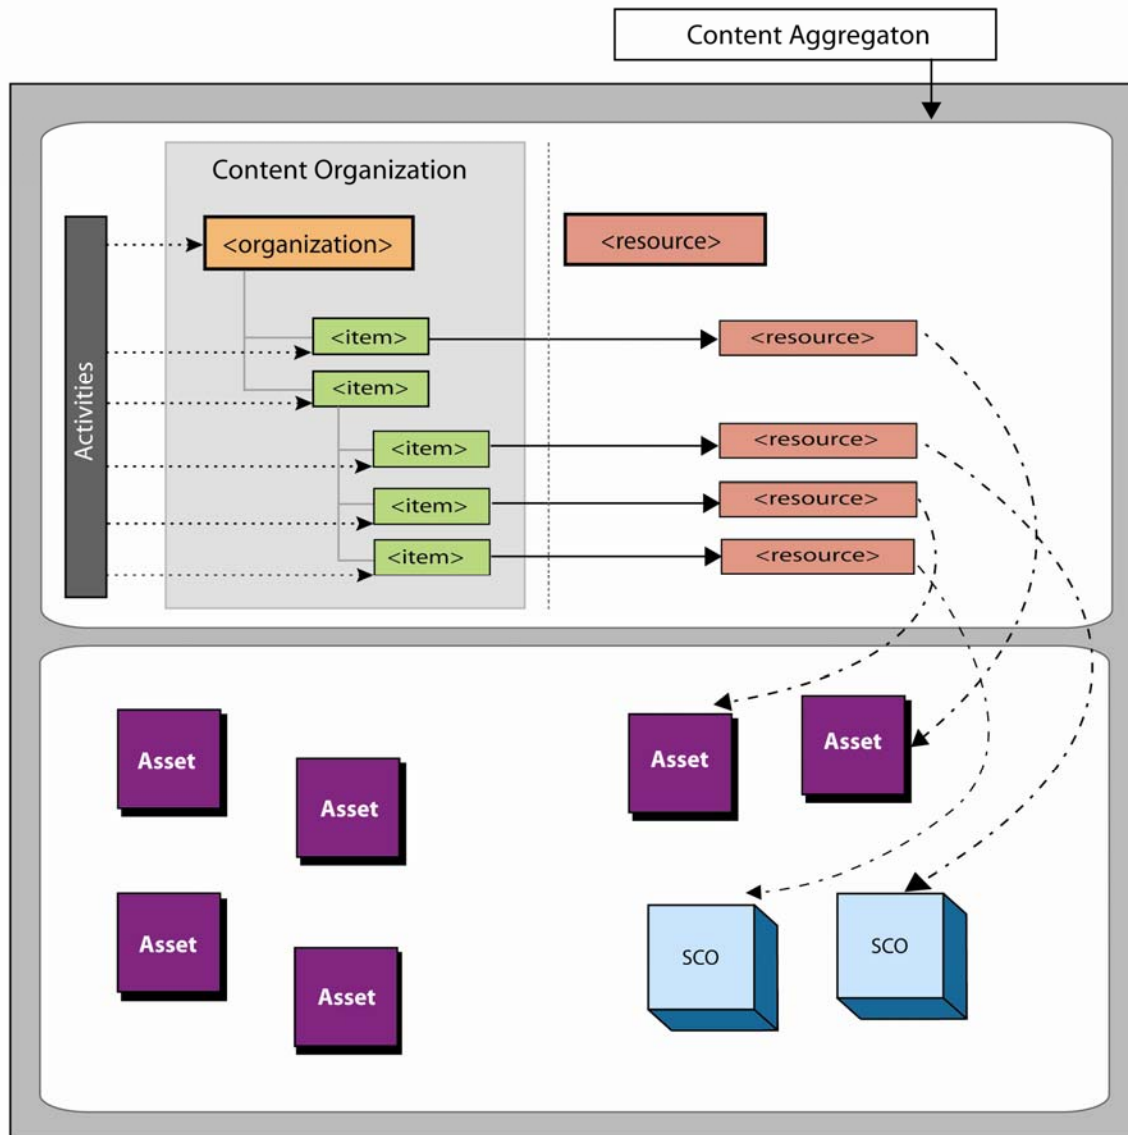 Content Aggregaton
Content Organization
Activities
<organization>
<resource>
<item>
<resource>
<item>
<item>
<resource>
<item>
<resource>
<item>
<resource>
Asset
Asset
Asset
Asset
Asset
Asset
SCO
SCO